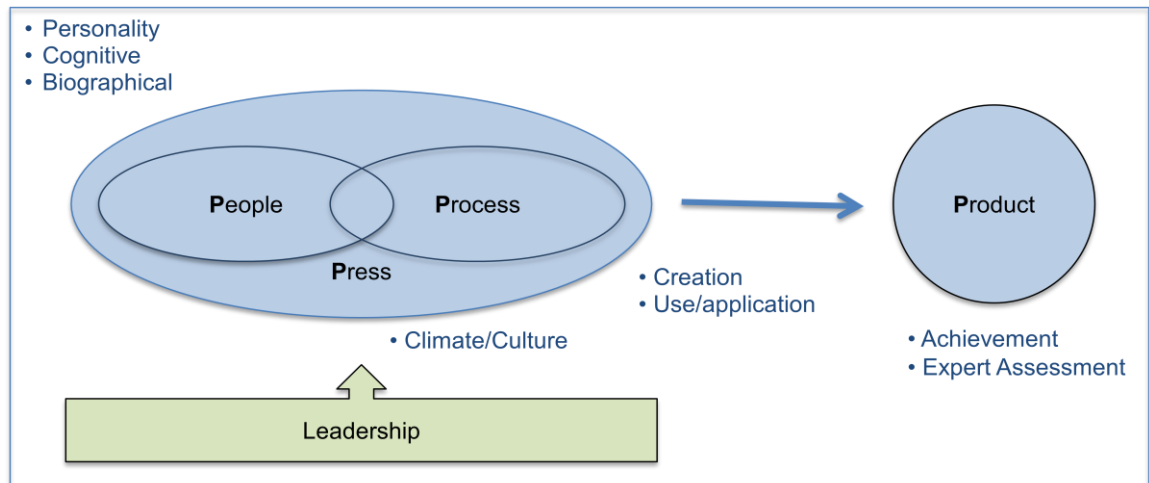 • Personality
• Cognitive
• Biographical
People
Process
Press
Product
• Creation
• Use/application
• Climate/Culture
• Achievement
• Expert Assessment
Leadership